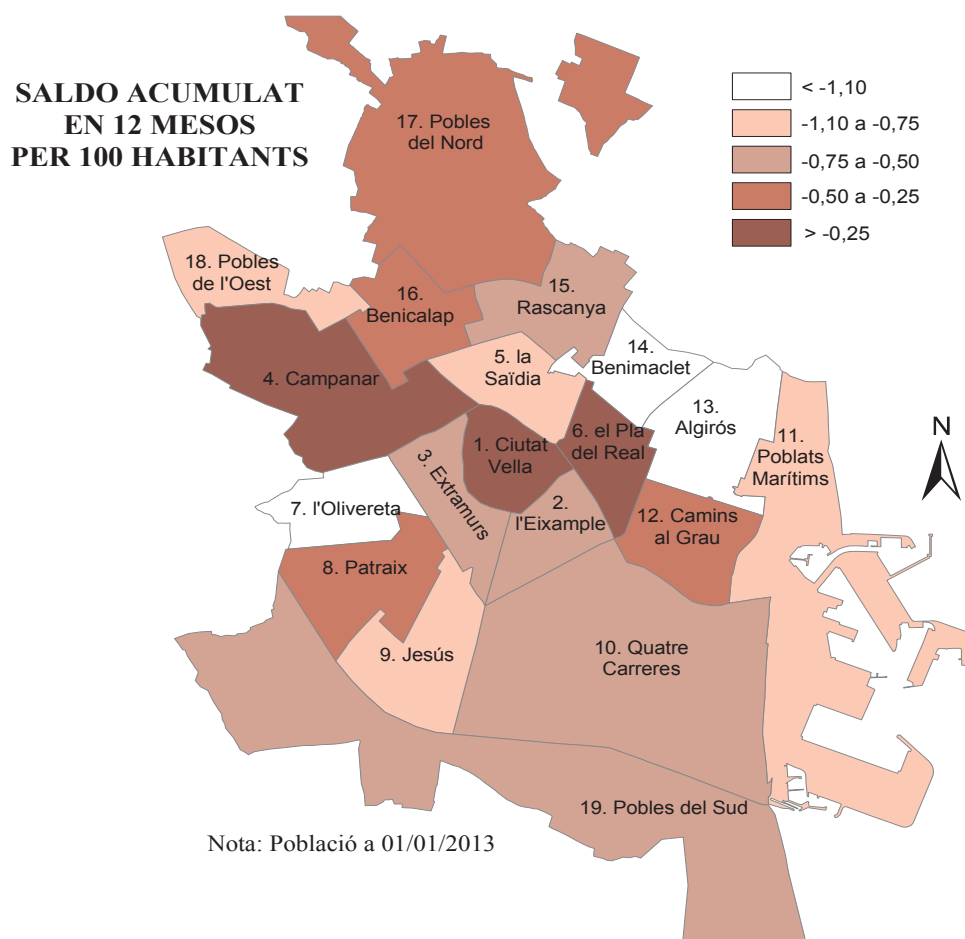 SALDO ACUMULAT
EN 12 MESOS
PER 100 HABITANTS
< -1,10
-1,10 a -0,75
-0,75 a -0,50
-0,50 a -0,25
> -0,25
17. Pobles
del Nord
18. Pobles
de l'Oest
16.
Benicalap
15.
Rascanya
14.
Benimaclet
5. la
Saïdia
4. Campanar
13.
Algirós
11.
Poblats
Marítims
N
1. Ciutat
Vella
6. el Pla
del Real
3. Extramurs
2.
l'Eixample
7. l'Olivereta
12. Camins
al Grau
8. Patraix
9. Jesús
10. Quatre
Carreres
19. Pobles del Sud
Nota: Població a 01/01/2013